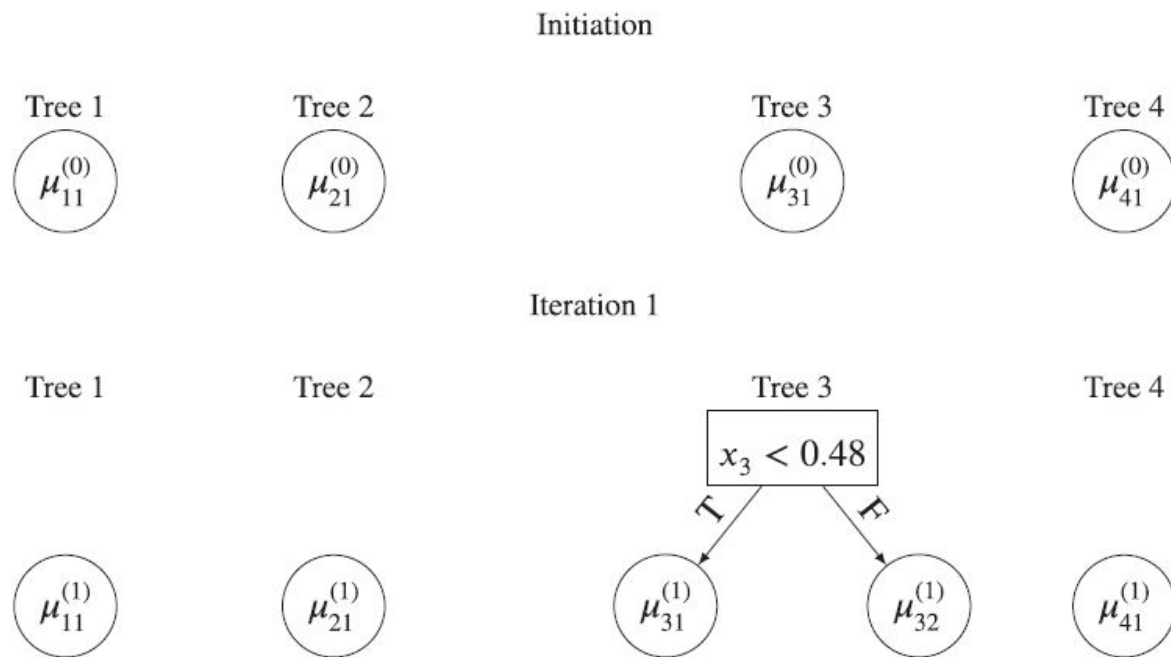 Initiation
Tree 1 Tree 2 Tree 3 Tree 4
μ₁₁⁽⁰⁾ μ₂₁⁽⁰⁾ μ₃₁⁽⁰⁾ μ₄₁⁽⁰⁾
Iteration 1
Tree 1 Tree 2 Tree 3 Tree 4
x₃ < 0.48
T F
μ₁₁⁽¹⁾ μ₂₁⁽¹⁾ μ₃₁⁽¹⁾ μ₃₂⁽¹⁾ μ₄₁⁽¹⁾